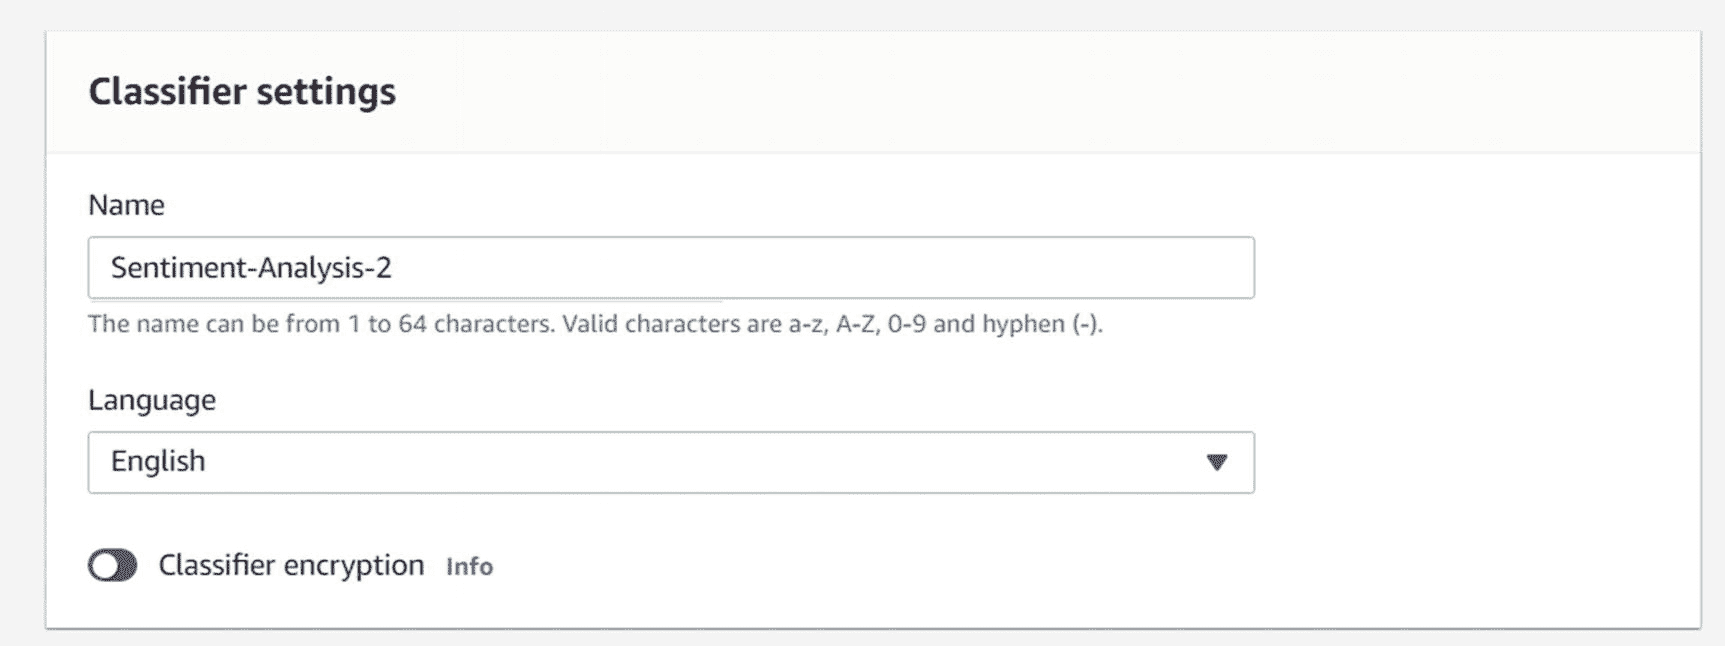 Classifier settings
Name
Sentiment-Analysis-2
The name can be from 1 to 64 characters. Valid characters are a-z, A-Z, 0-9 and hyphen (-).
Language
English
Classifier encryption Info